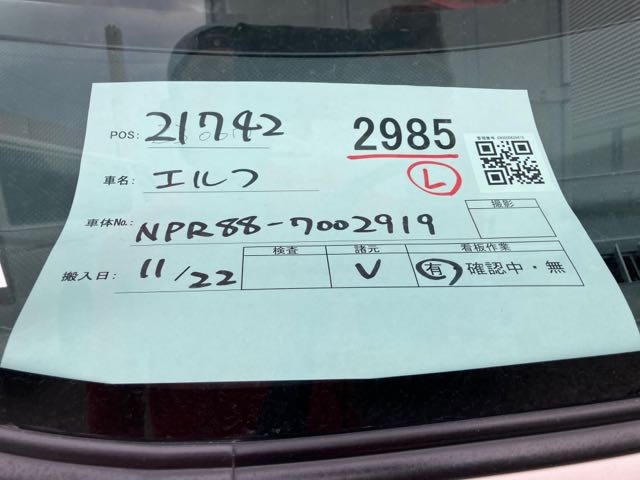 POS: 21742
2985
車名: エルフ
L
車体No.: NPR88-7002919
撮影
搬入日: 11/22
検査 諸元 看板作業
V 有・確認中・無